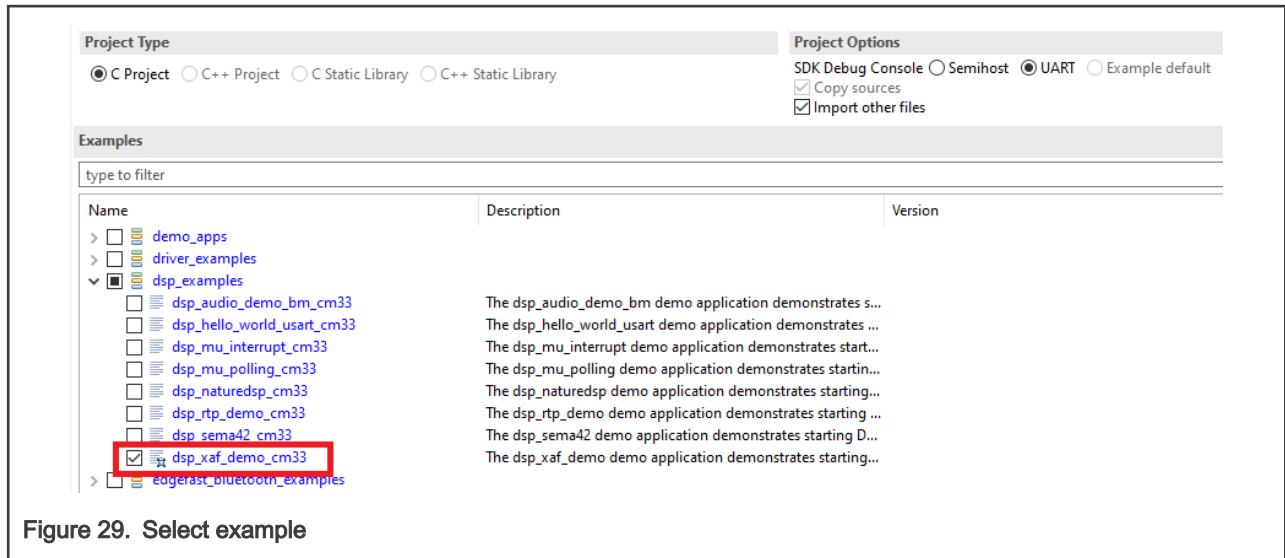 Project Type
Project Options
C Project C++ Project C Static Library C++ Static Library
SDK Debug Console Semihost UART Example default
Copy sources
Import other files
Examples
type to filter
Name Description Version
demo_apps
driver_examples
dsp_examples
dsp_audio_demo_bm_cm33 The dsp_audio_demo_bm demo application demonstrates s...
dsp_hello_world_usart_cm33 The dsp_hello_world_usart demo application demonstrates ...
dsp_mu_interrupt_cm33 The dsp_mu_interrupt demo application demonstrates start...
dsp_mu_polling_cm33 The dsp_mu_polling demo application demonstrates startin...
dsp_naturedsp_cm33 The dsp_naturedsp demo application demonstrates starting...
dsp_rtp_demo_cm33 The dsp_rtp_demo demo application demonstrates starting ...
dsp_sema42_cm33 The dsp_sema42 demo application demonstrates starting D...
dsp_xaf_demo_cm33 The dsp_xaf_demo demo application demonstrates starting...
edgefast_bluetooth_examples
Figure 29. Select example